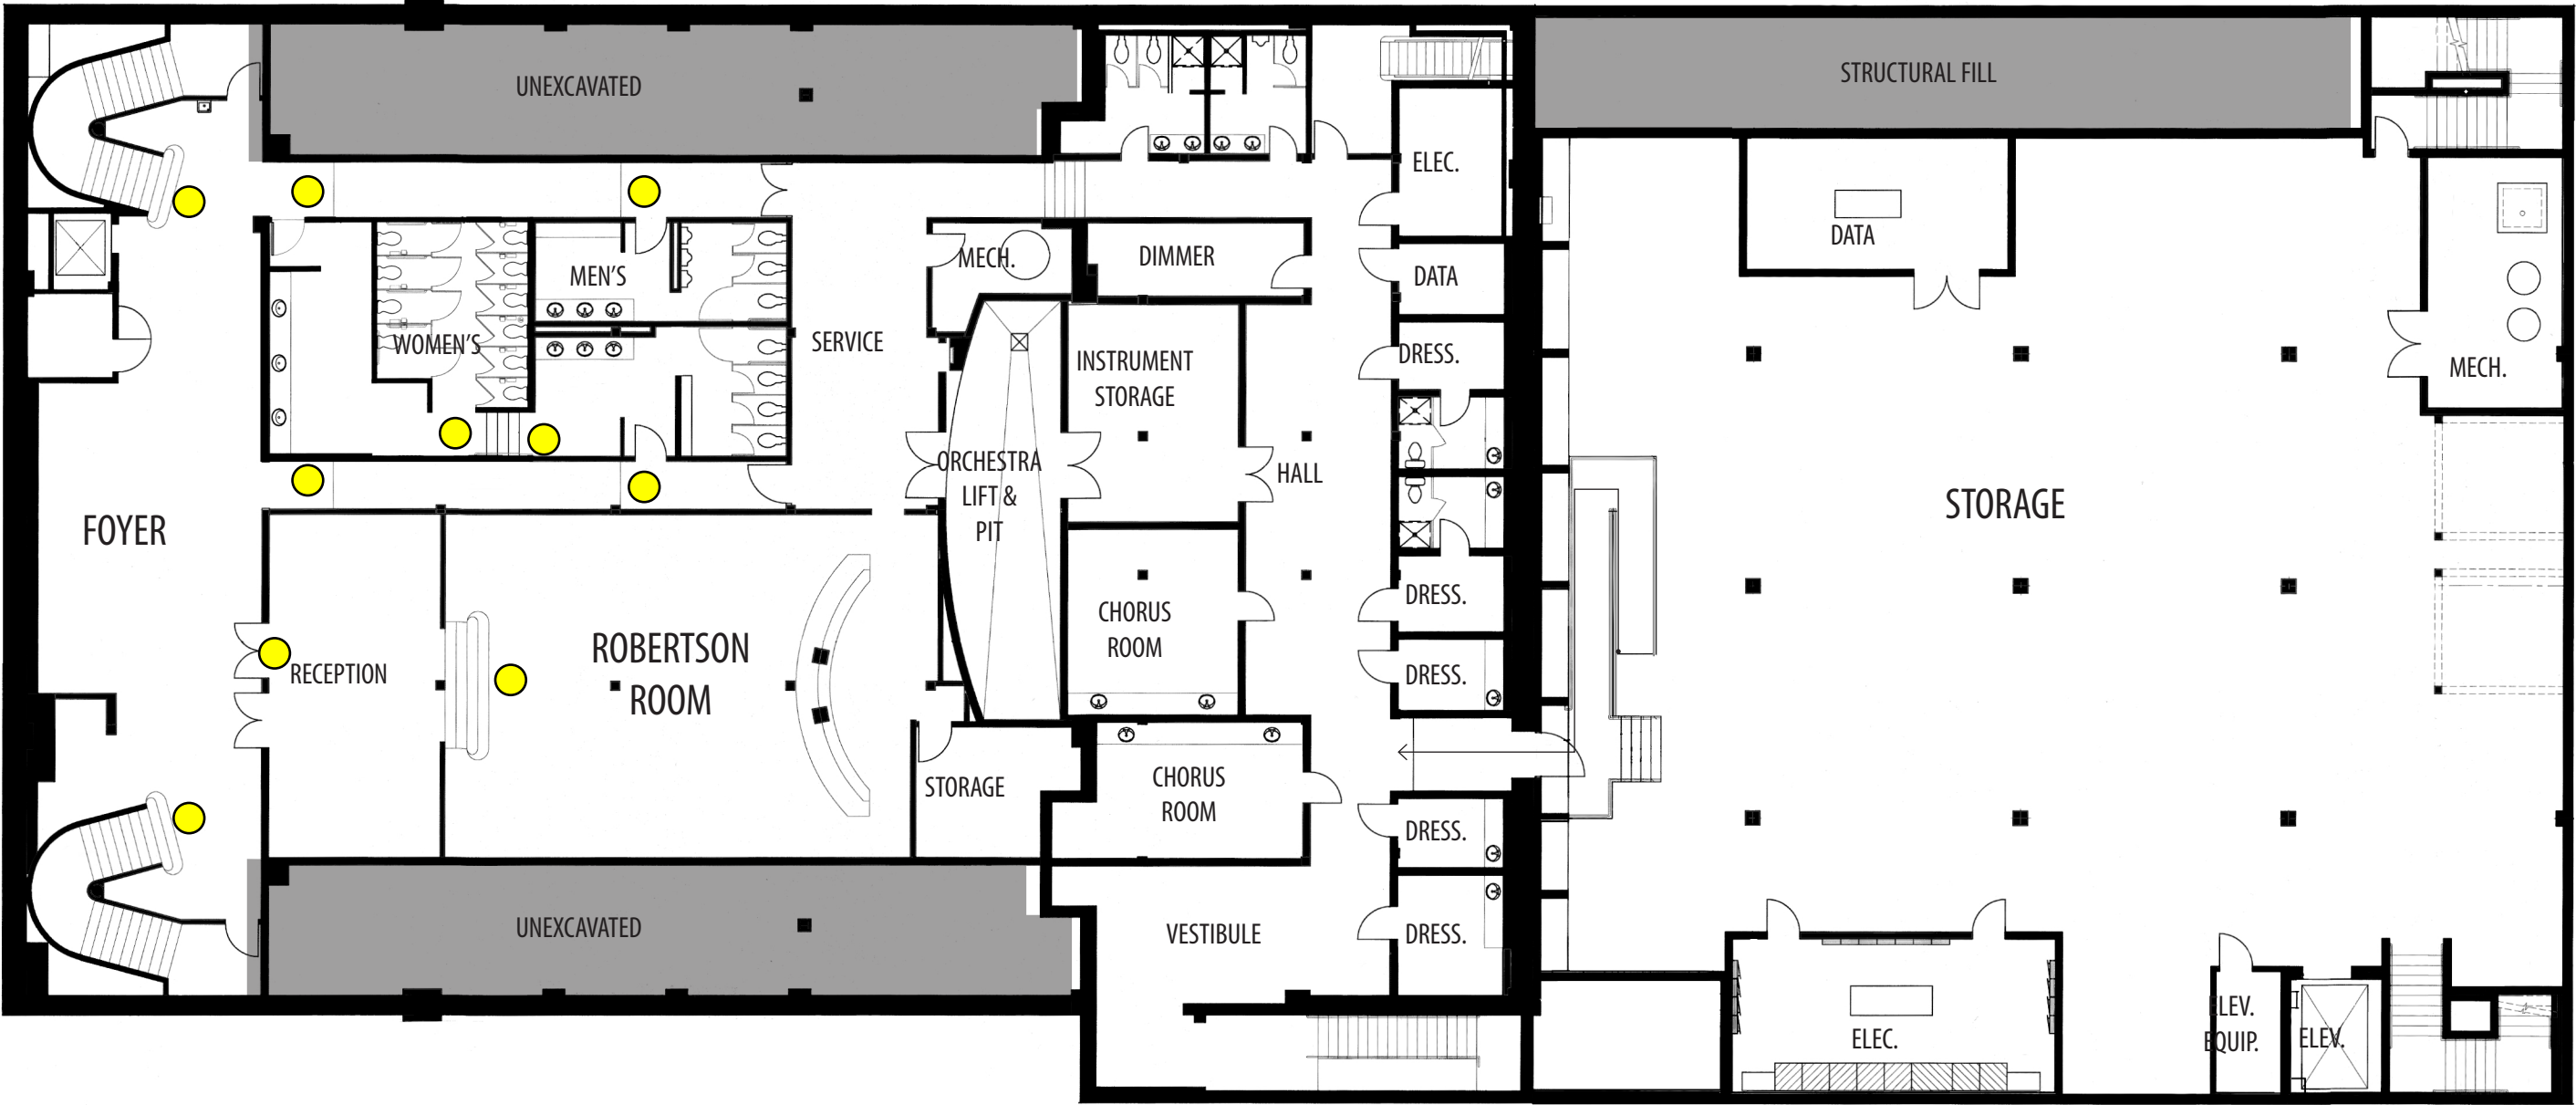 UNEXCAVATED
STRUCTURAL FILL
ELEC.
DATA
MEN'S
MECH.
DIMMER
DATA
WOMEN'S
SERVICE
INSTRUMENT
STORAGE
DRESS.
MECH.
ORCHESTRA
LIFT &
PIT
HALL
FOYER
STORAGE
CHORUS
ROOM
DRESS.
ROBERTSON
ROOM
RECEPTION
DRESS.
STORAGE
CHORUS
ROOM
DRESS.
UNEXCAVATED
VESTIBULE
DRESS.
ELEC.
ELEV.
EQUIP.
ELEV.